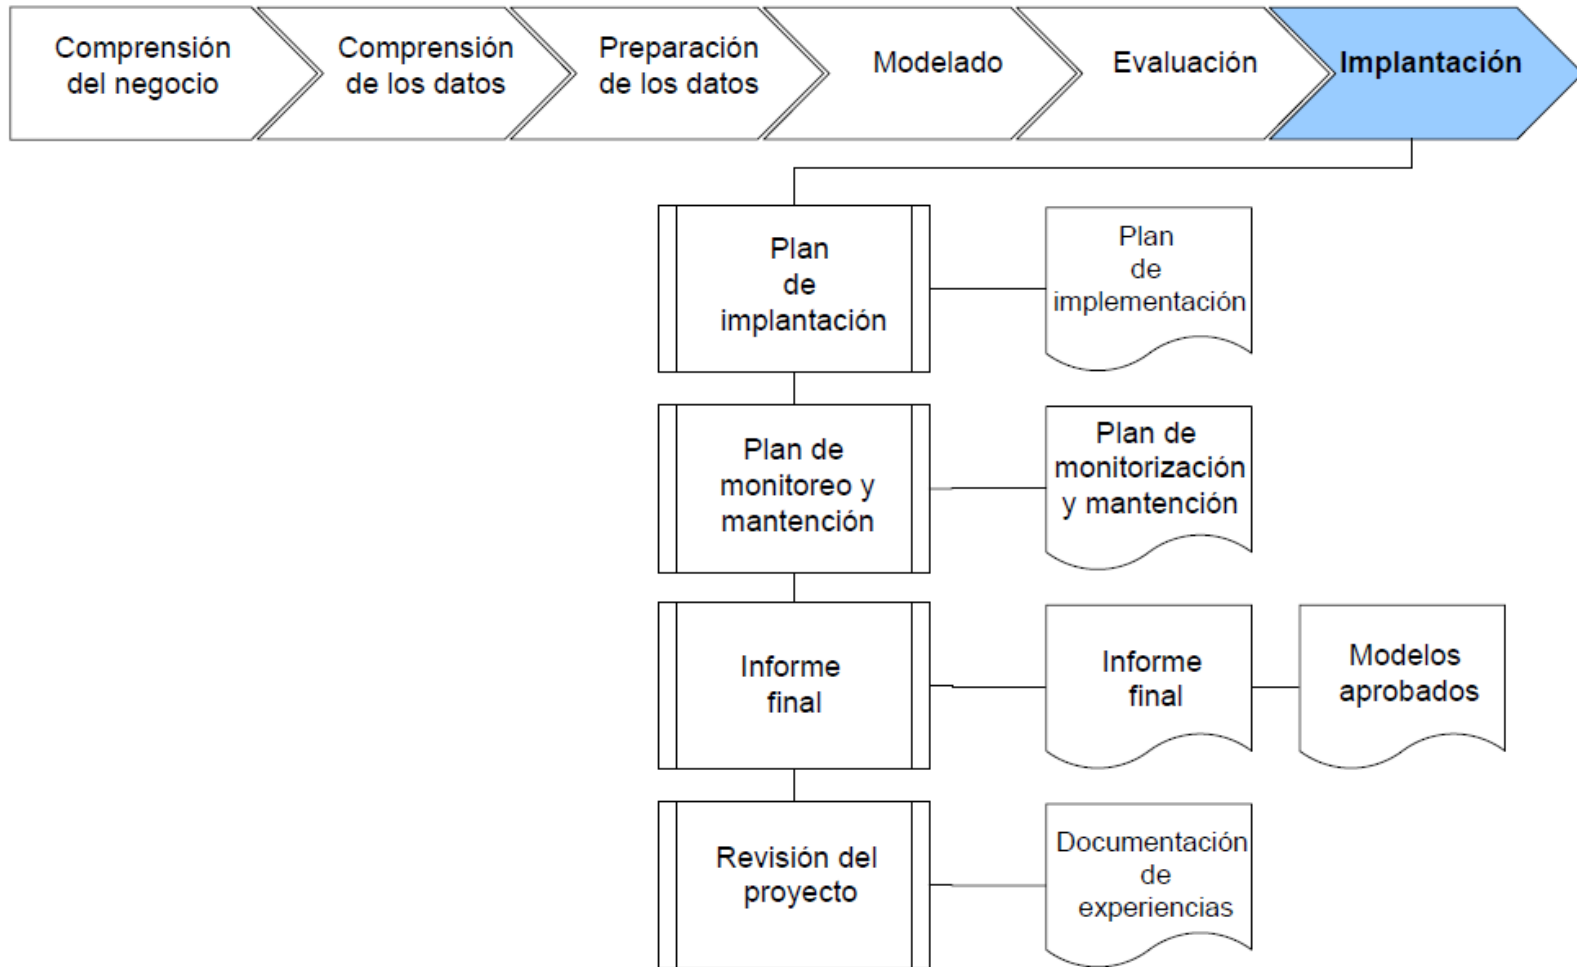 Comprensión
del negocio
Comprensión
de los datos
Preparación
de los datos
Modelado
Evaluación
Implantación
Plan
de
implantación
Plan
de
implementación
Plan de
monitoreo y
mantención
Plan de
monitorización
y mantención
Informe
final
Informe
final
Modelos
aprobados
Revisión del
proyecto
Documentación
de
experiencias